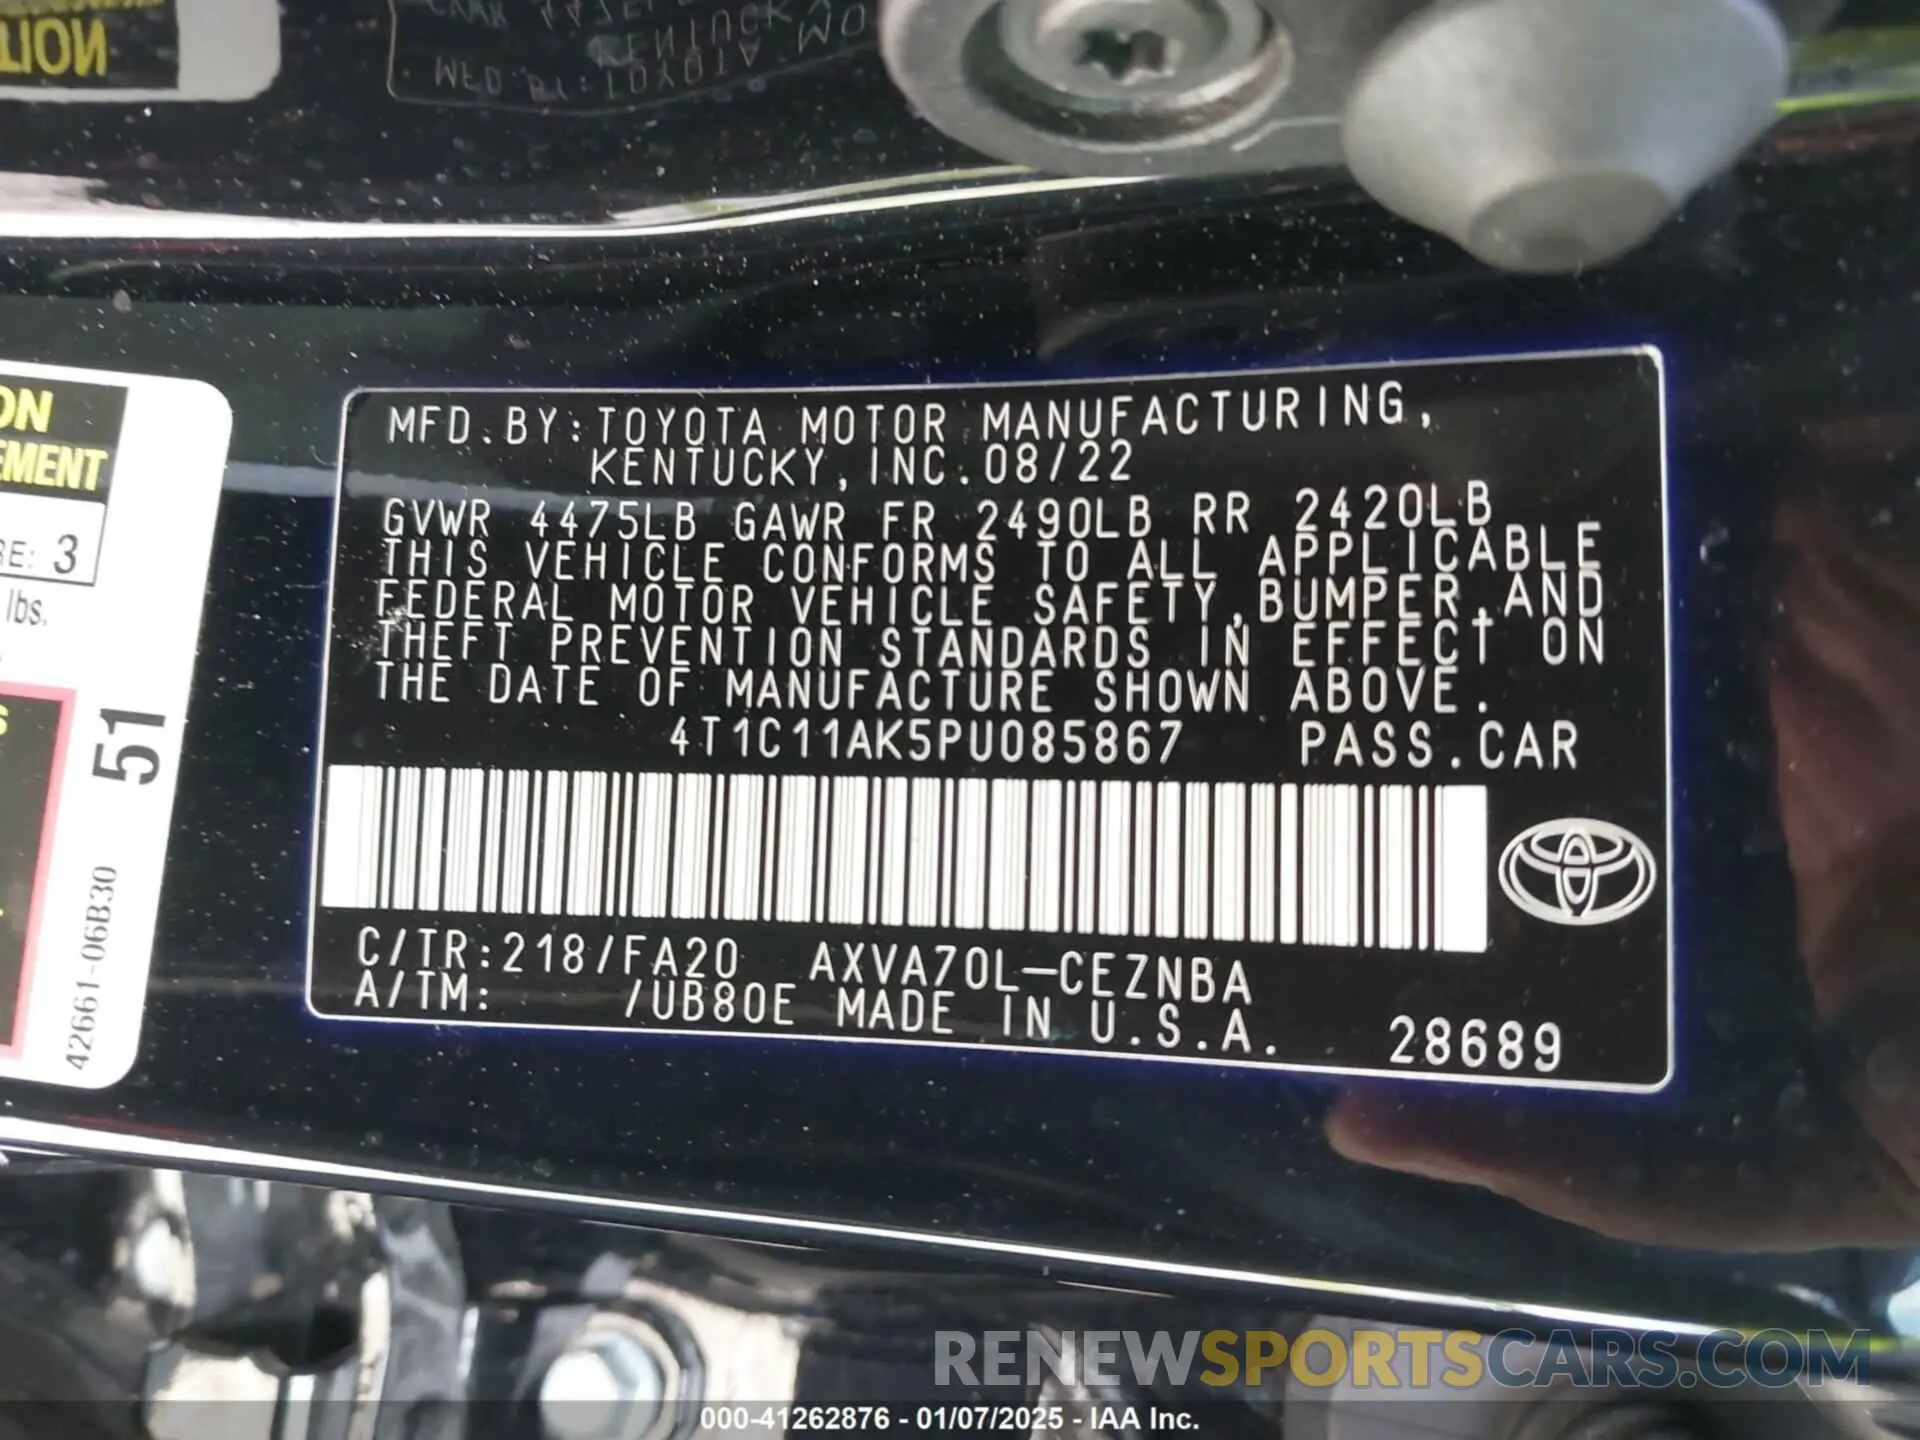 MFD.BY:TOYOTA MOTOR MANUFACTURING,
KENTUCKY, INC. 08/22
GVWR 4475LB GAWR FR 2490LB RR 2420LB
THIS VEHICLE CONFORMS TO ALL APPLICABLE
FEDERAL MOTOR VEHICLE SAFETY, BUMPER, AND
THEFT PREVENTION STANDARDS IN EFFECT ON
THE DATE OF MANUFACTURE SHOWN ABOVE.
4T1C11AK5PU085867 PASS.CAR
C/TR:218/FA20 AXVA70L-CEZNBA
A/TM: /UB80E MADE IN U.S.A. 28689
3
lbs.
51
42661-06B30
RENEWSPORTSCARS.COM
000-41262876 - 01/07/2025 - IAA Inc.